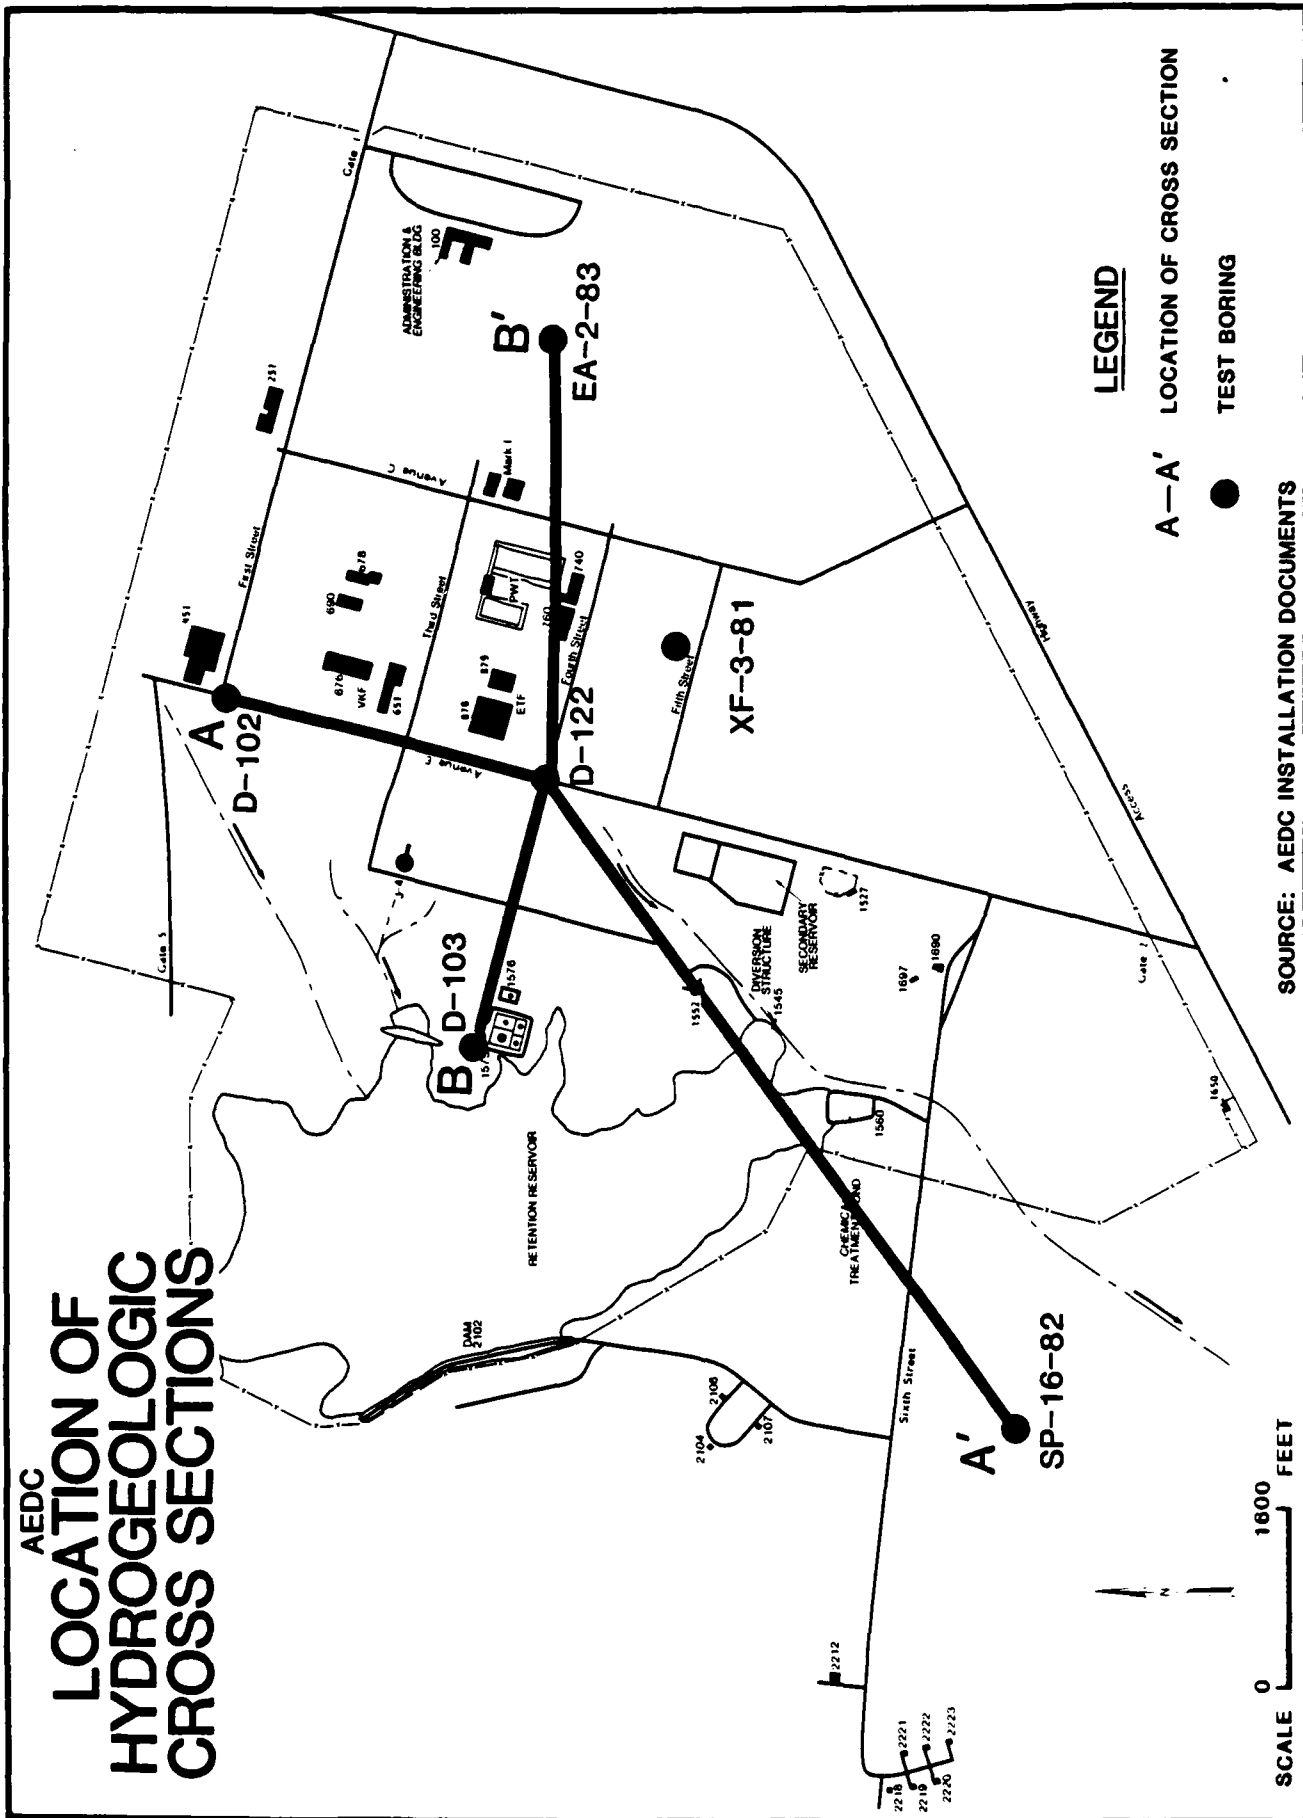 AEDC
LOCATION OF
HYDROGEOLOGIC
CROSS SECTIONS
Gate 5
Gate 1
451
First Street
251
A
D-102
690
678
676
VKF
651
Third Street
Avenue C
Mark I
ADMINISTRATION &
ENGINEERING BLDG
100
B'
EA-2-83
J-4
878
879
ETF
PWT
760
740
Fourth Street
D-122
Fifth Street
XF-3-81
B
D-103
1576
RETENTION RESERVOIR
DAM
2102
1552
DIVERSION
STRUCTURE
1545
SECONDARY
RESERVOIR
1527
1697
1690
1560
CHEMICAL
TREATMENT
2104
2106
2107
Sixth Street
A'
SP-16-82
1650
Gate 2
Access
Highway
2212
2218
2219
2220
2221
2222
2223
N
SCALE 0 1600 FEET
LEGEND
A—A' LOCATION OF CROSS SECTION
TEST BORING
SOURCE: AEDC INSTALLATION DOCUMENTS